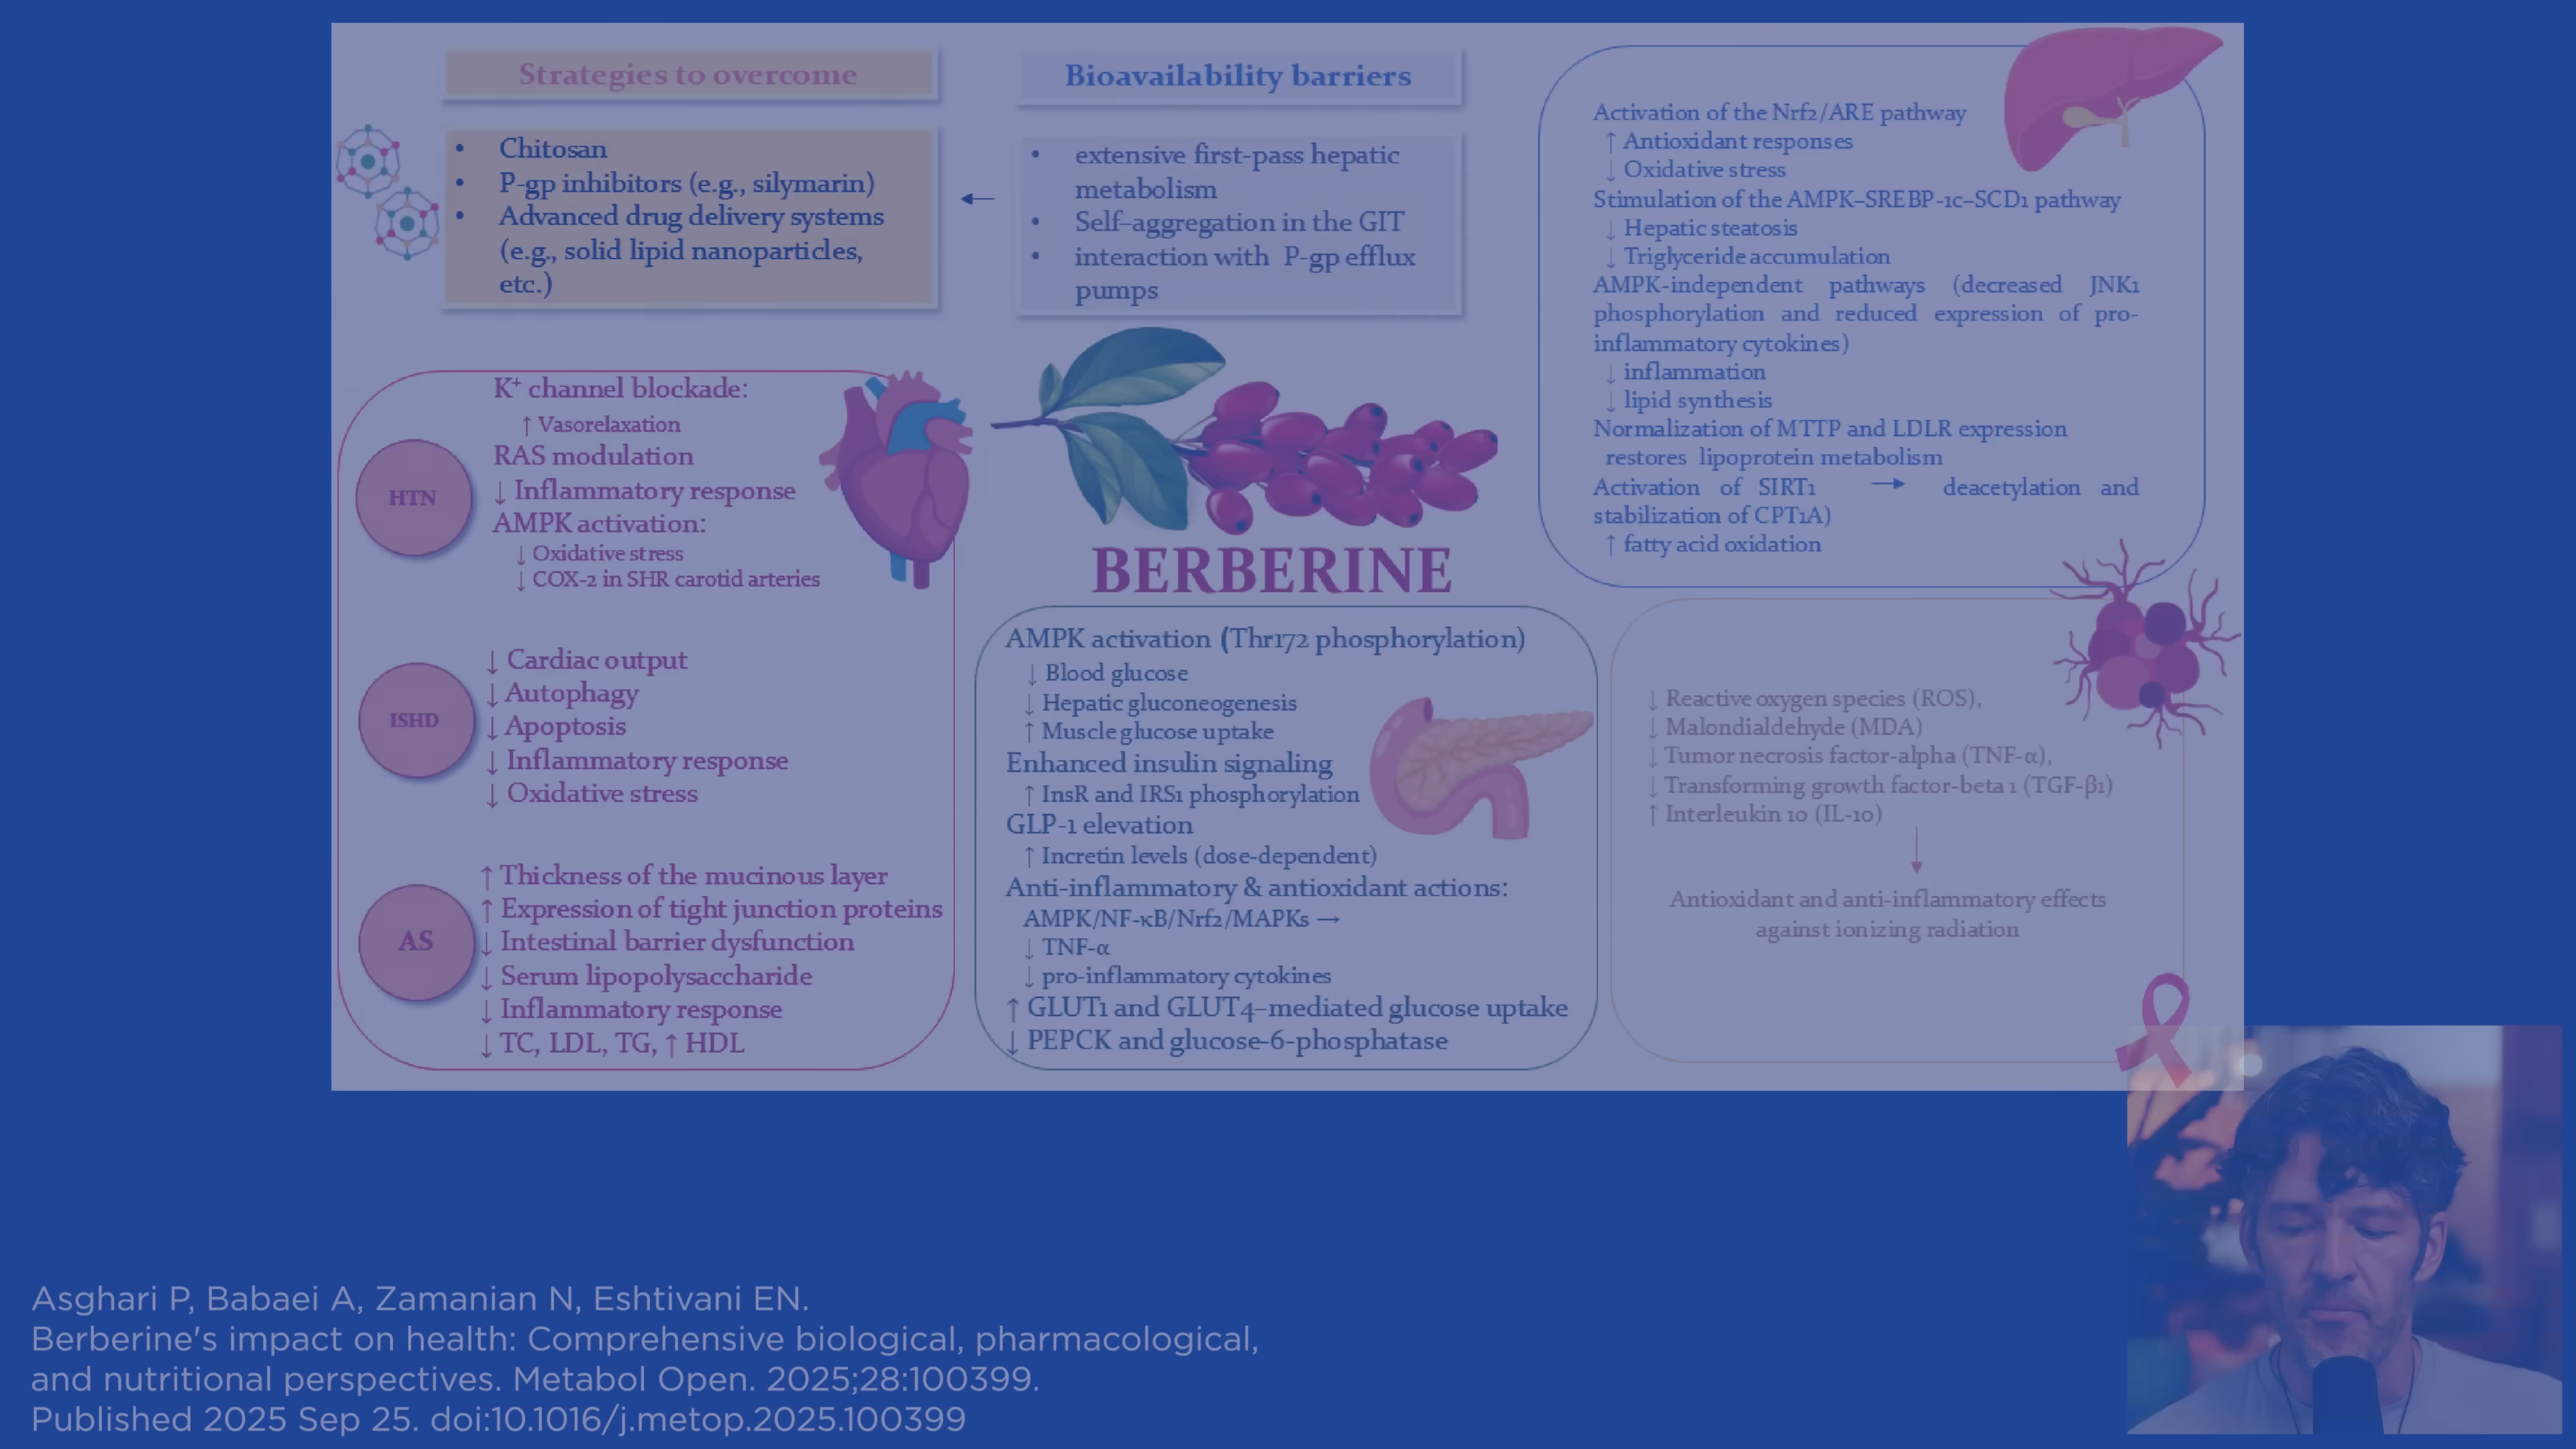 Strategies to overcome
• Chitosan
• P-gp inhibitors (e.g., silymarin)
• Advanced drug delivery systems
(e.g., solid lipid nanoparticles,
etc.)
Bioavailability barriers
• extensive first-pass hepatic
metabolism
• Self-aggregation in the GIT
• interaction with P-gp efflux
pumps
Activation of the Nrf2/ARE pathway
↑ Antioxidant responses
↓ Oxidative stress
Stimulation of the AMPK–SREBP-1c–SCD1 pathway
↓ Hepatic steatosis
↓ Triglyceride accumulation
AMPK-independent pathways (decreased JNK1
phosphorylation and reduced expression of pro-
inflammatory cytokines)
↓ inflammation
↓ lipid synthesis
Normalization of MTTP and LDLR expression
restores lipoprotein metabolism
Activation of SIRT1 → deacetylation and
stabilization of CPT1A)
↑ fatty acid oxidation
HTN
K⁺ channel blockade:
↑ Vasorelaxation
RAS modulation
↓ Inflammatory response
AMPK activation:
↓ Oxidative stress
↓ COX-2 in SHR carotid arteries
ISHD
↓ Cardiac output
↓ Autophagy
↓ Apoptosis
↓ Inflammatory response
↓ Oxidative stress
AS
↑ Thickness of the mucinous layer
↑ Expression of tight junction proteins
↓ Intestinal barrier dysfunction
↓ Serum lipopolysaccharide
↓ Inflammatory response
↓ TC, LDL, TG, ↑ HDL
BERBERINE
AMPK activation (Thr172 phosphorylation)
↓ Blood glucose
↓ Hepatic gluconeogenesis
↑ Muscle glucose uptake
Enhanced insulin signaling
↑ InsR and IRS1 phosphorylation
GLP-1 elevation
↑ Incretin levels (dose-dependent)
Anti-inflammatory & antioxidant actions:
AMPK/NF-κB/Nrf2/MAPKs →
↓ TNF-α
↓ pro-inflammatory cytokines
↑ GLUT1 and GLUT4–mediated glucose uptake
↓ PEPCK and glucose-6-phosphatase
↓ Reactive oxygen species (ROS),
↓ Malondialdehyde (MDA)
↓ Tumor necrosis factor-alpha (TNF-α),
↓ Transforming growth factor-beta 1 (TGF-β1)
↑ Interleukin 10 (IL-10)
Antioxidant and anti-inflammatory effects
against ionizing radiation
Asghari P, Babaei A, Zamanian N, Eshtivani EN.
Berberine's impact on health: Comprehensive biological, pharmacological,
and nutritional perspectives. Metabol Open. 2025;28:100399.
Published 2025 Sep 25. doi:10.1016/j.metop.2025.100399